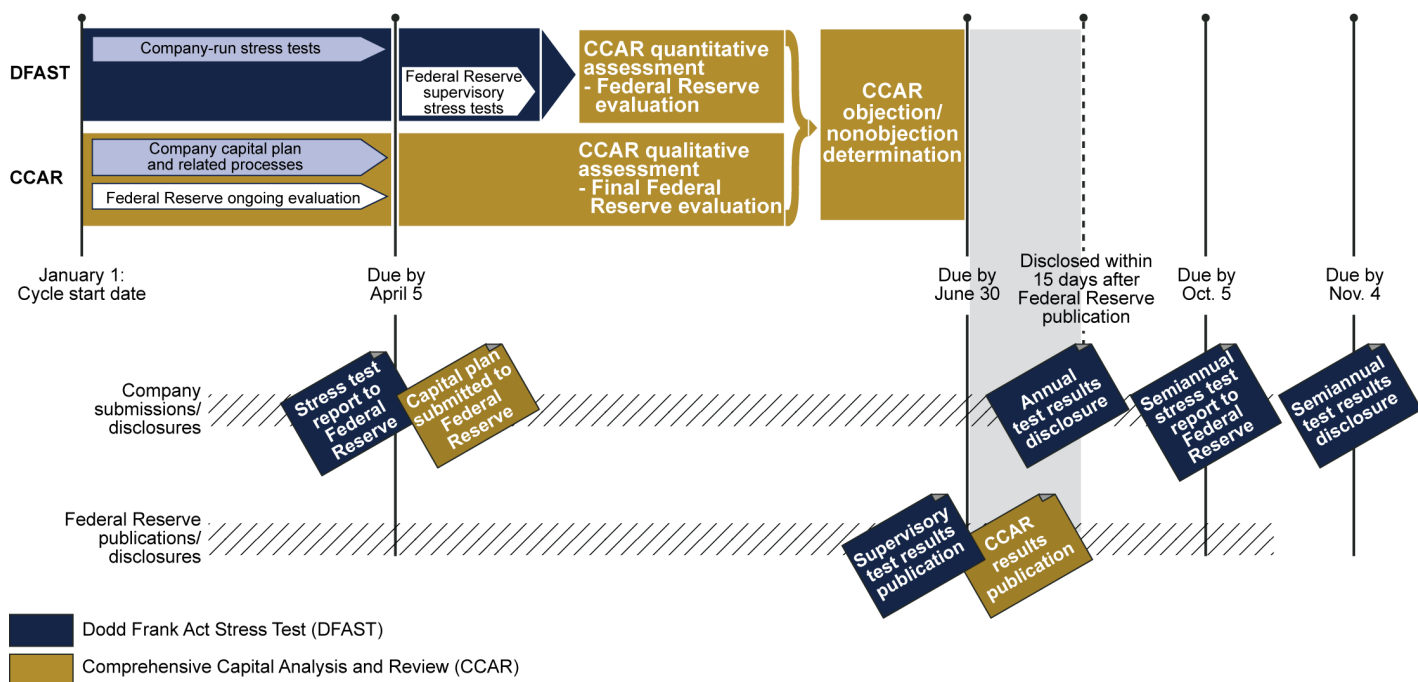 DFAST
Company-run stress tests
Federal Reserve
supervisory
stress tests
CCAR quantitative
assessment
- Federal Reserve
evaluation
CCAR
Company capital plan
and related processes
Federal Reserve ongoing evaluation
CCAR qualitative
assessment
- Final Federal
Reserve evaluation
CCAR
objection/
nonobjection
determination
January 1:
Cycle start date
Due by
April 5
Due by
June 30
Disclosed within
15 days after
Federal Reserve
publication
Due by
Oct. 5
Due by
Nov. 4
Company
submissions/
disclosures
Stress test
report to
Federal
Reserve
Capital plan
submitted to
Federal
Reserve
Annual
test results
disclosure
Semiannual
stress test
report to
Federal
Reserve
Semiannual
test results
disclosure
Federal Reserve
publications/
disclosures
Supervisory
test results
publication
CCAR
results
publication
Dodd Frank Act Stress Test (DFAST)
Comprehensive Capital Analysis and Review (CCAR)